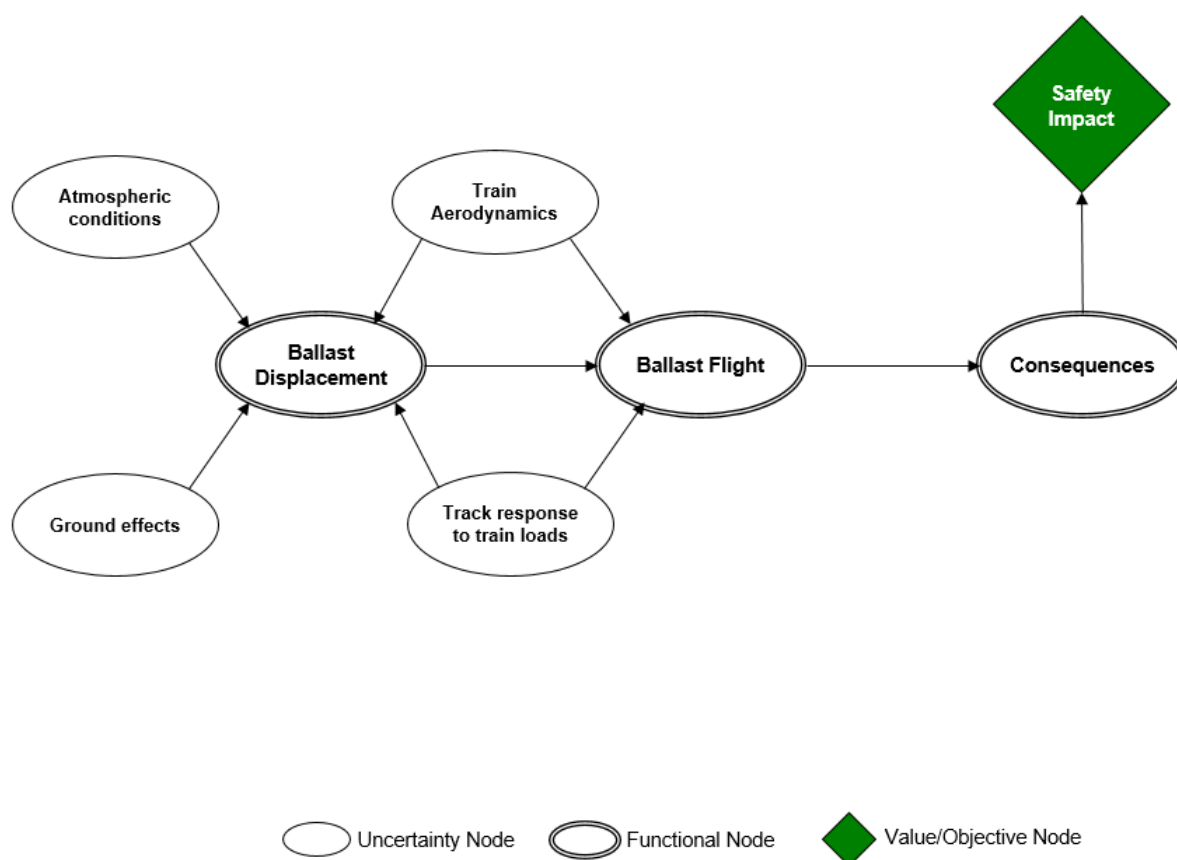 Safety
Impact
Atmospheric
conditions
Train
Aerodynamics
Ballast
Displacement
Ballast Flight
Consequences
Ground effects
Track response
to train loads
Uncertainty Node
Functional Node
Value/Objective Node